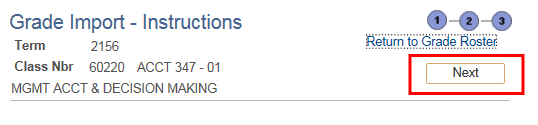 Grade Import - Instructions
1 2 3
Return to Grade Roster
Term 2156
Class Nbr 60220 ACCT 347 - 01
Next
MGMT ACCT & DECISION MAKING